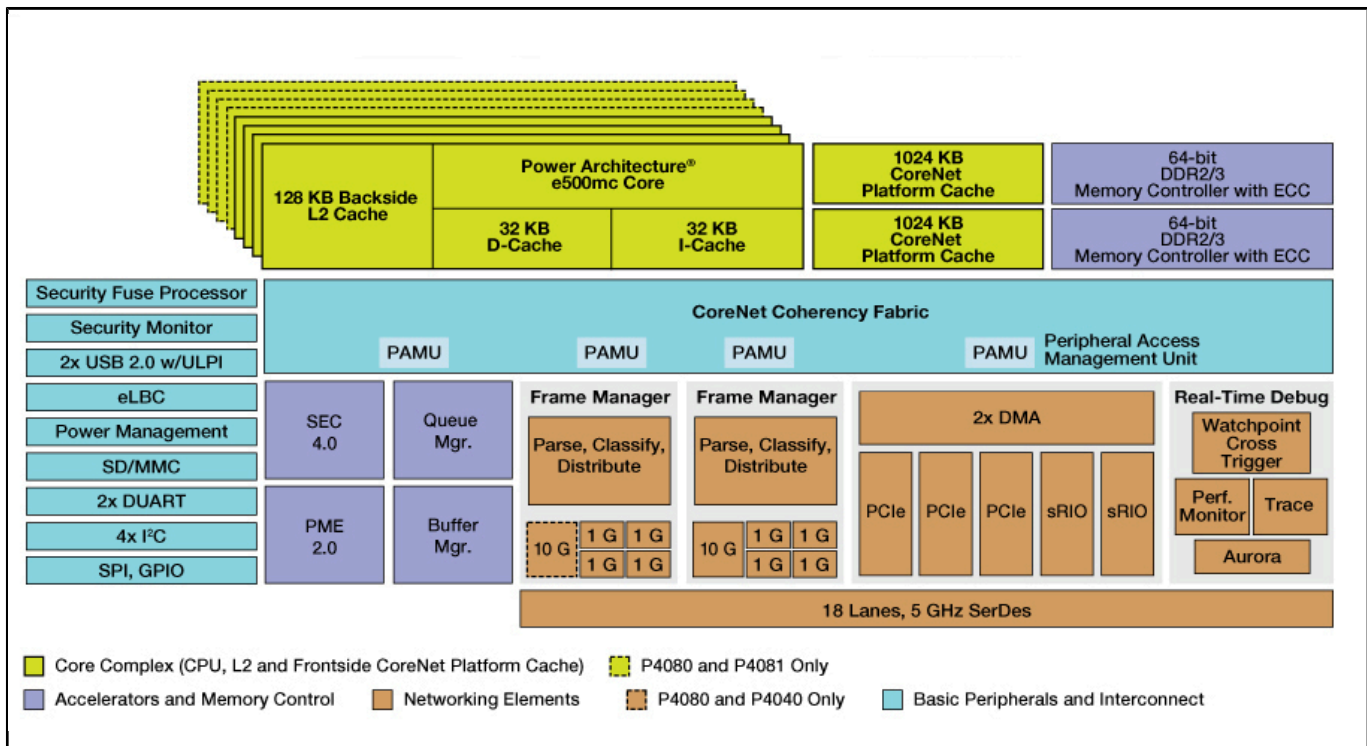 128 KB Backside
L2 Cache
Power Architecture®
e500mc Core
32 KB
D-Cache
32 KB
I-Cache
1024 KB
CoreNet
Platform Cache
1024 KB
CoreNet
Platform Cache
64-bit
DDR2/3
Memory Controller with ECC
64-bit
DDR2/3
Memory Controller with ECC
Security Fuse Processor
Security Monitor
2x USB 2.0 w/ULPI
eLBC
Power Management
SD/MMC
2x DUART
4x I²C
SPI, GPIO
CoreNet Coherency Fabric
PAMU
PAMU
PAMU
PAMU
Peripheral Access
Management Unit
SEC
4.0
Queue
Mgr.
PME
2.0
Buffer
Mgr.
Frame Manager
Parse, Classify,
Distribute
10 G
1 G
1 G
1 G
1 G
Frame Manager
Parse, Classify,
Distribute
10 G
1 G
1 G
1 G
1 G
2x DMA
PCIe
PCIe
PCIe
sRIO
sRIO
Real-Time Debug
Watchpoint
Cross
Trigger
Perf.
Monitor
Trace
Aurora
18 Lanes, 5 GHz SerDes
Core Complex (CPU, L2 and Frontside CoreNet Platform Cache)
P4080 and P4081 Only
Accelerators and Memory Control
Networking Elements
P4080 and P4040 Only
Basic Peripherals and Interconnect